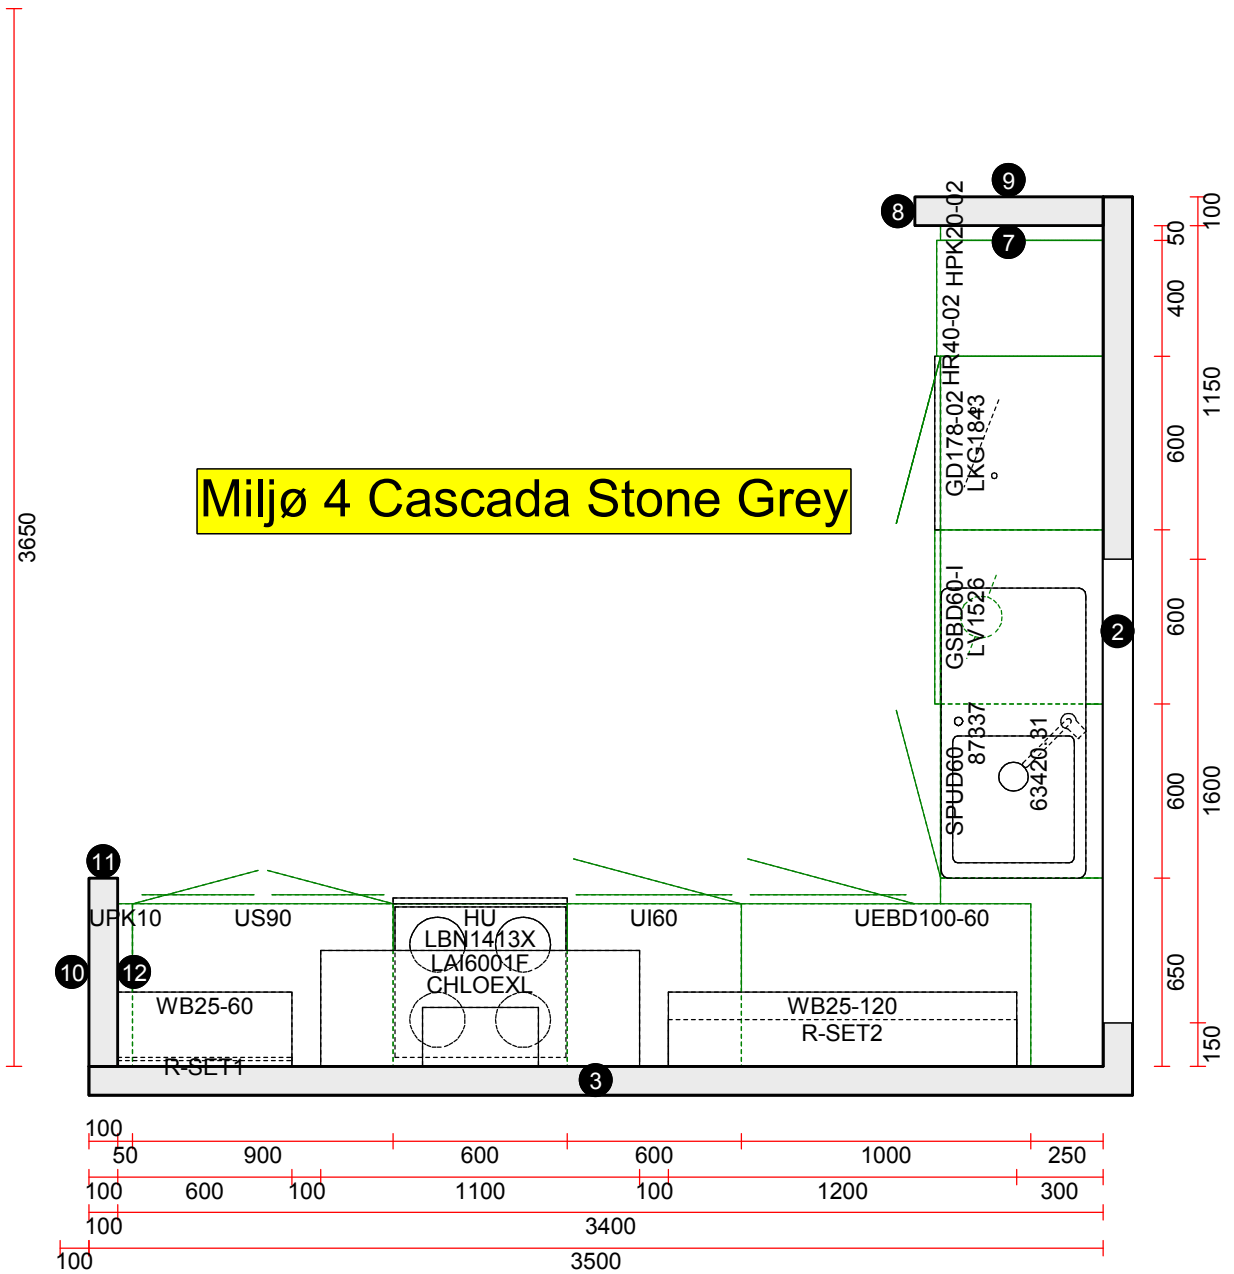 9
8
7
HPK20-02
HR40-02
GD178-02
LKG1843
Miljø 4 Cascada Stone Grey
3650
GSBD60-I
LV1526
2
SPUD60
87337
63420.31
50
400
600
600
600
650
100
1150
1600
150
11
10
12
UPK10
US90
HU
UI60
UEBD100-60
LBN1413X
LAI6001F
CHLOEXL
WB25-60
WB25-120
R-SET2
R-SET1
3
100
50 900 600 600 1000 250
100 600 100 1100 100 1200 300
100 3400
100 3500